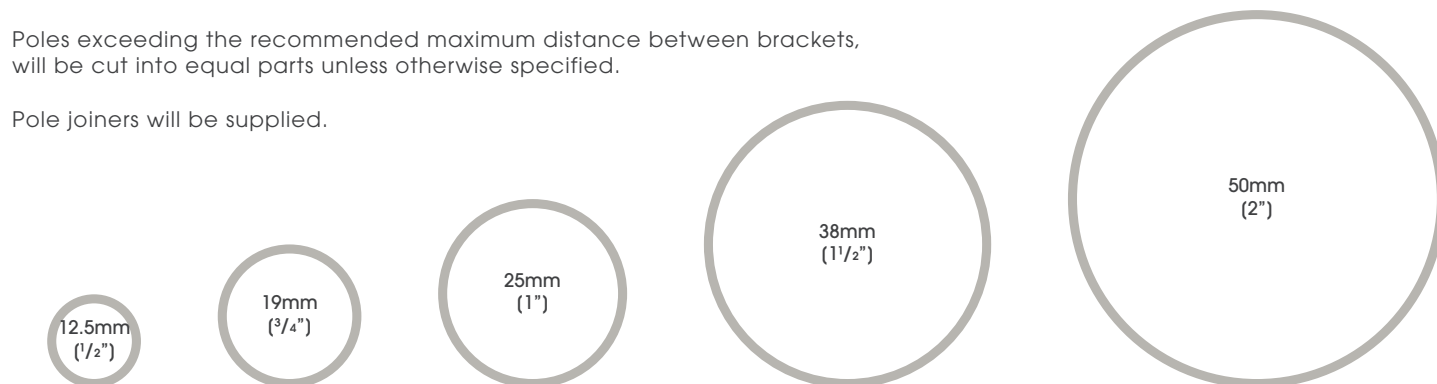 Poles exceeding the recommended maximum distance between brackets,
will be cut into equal parts unless otherwise specified.
Pole joiners will be supplied.
12.5mm
(¹/₂”)
19mm
(³/₄”)
25mm
(1”)
38mm
(1¹/₂”)
50mm
(2”)